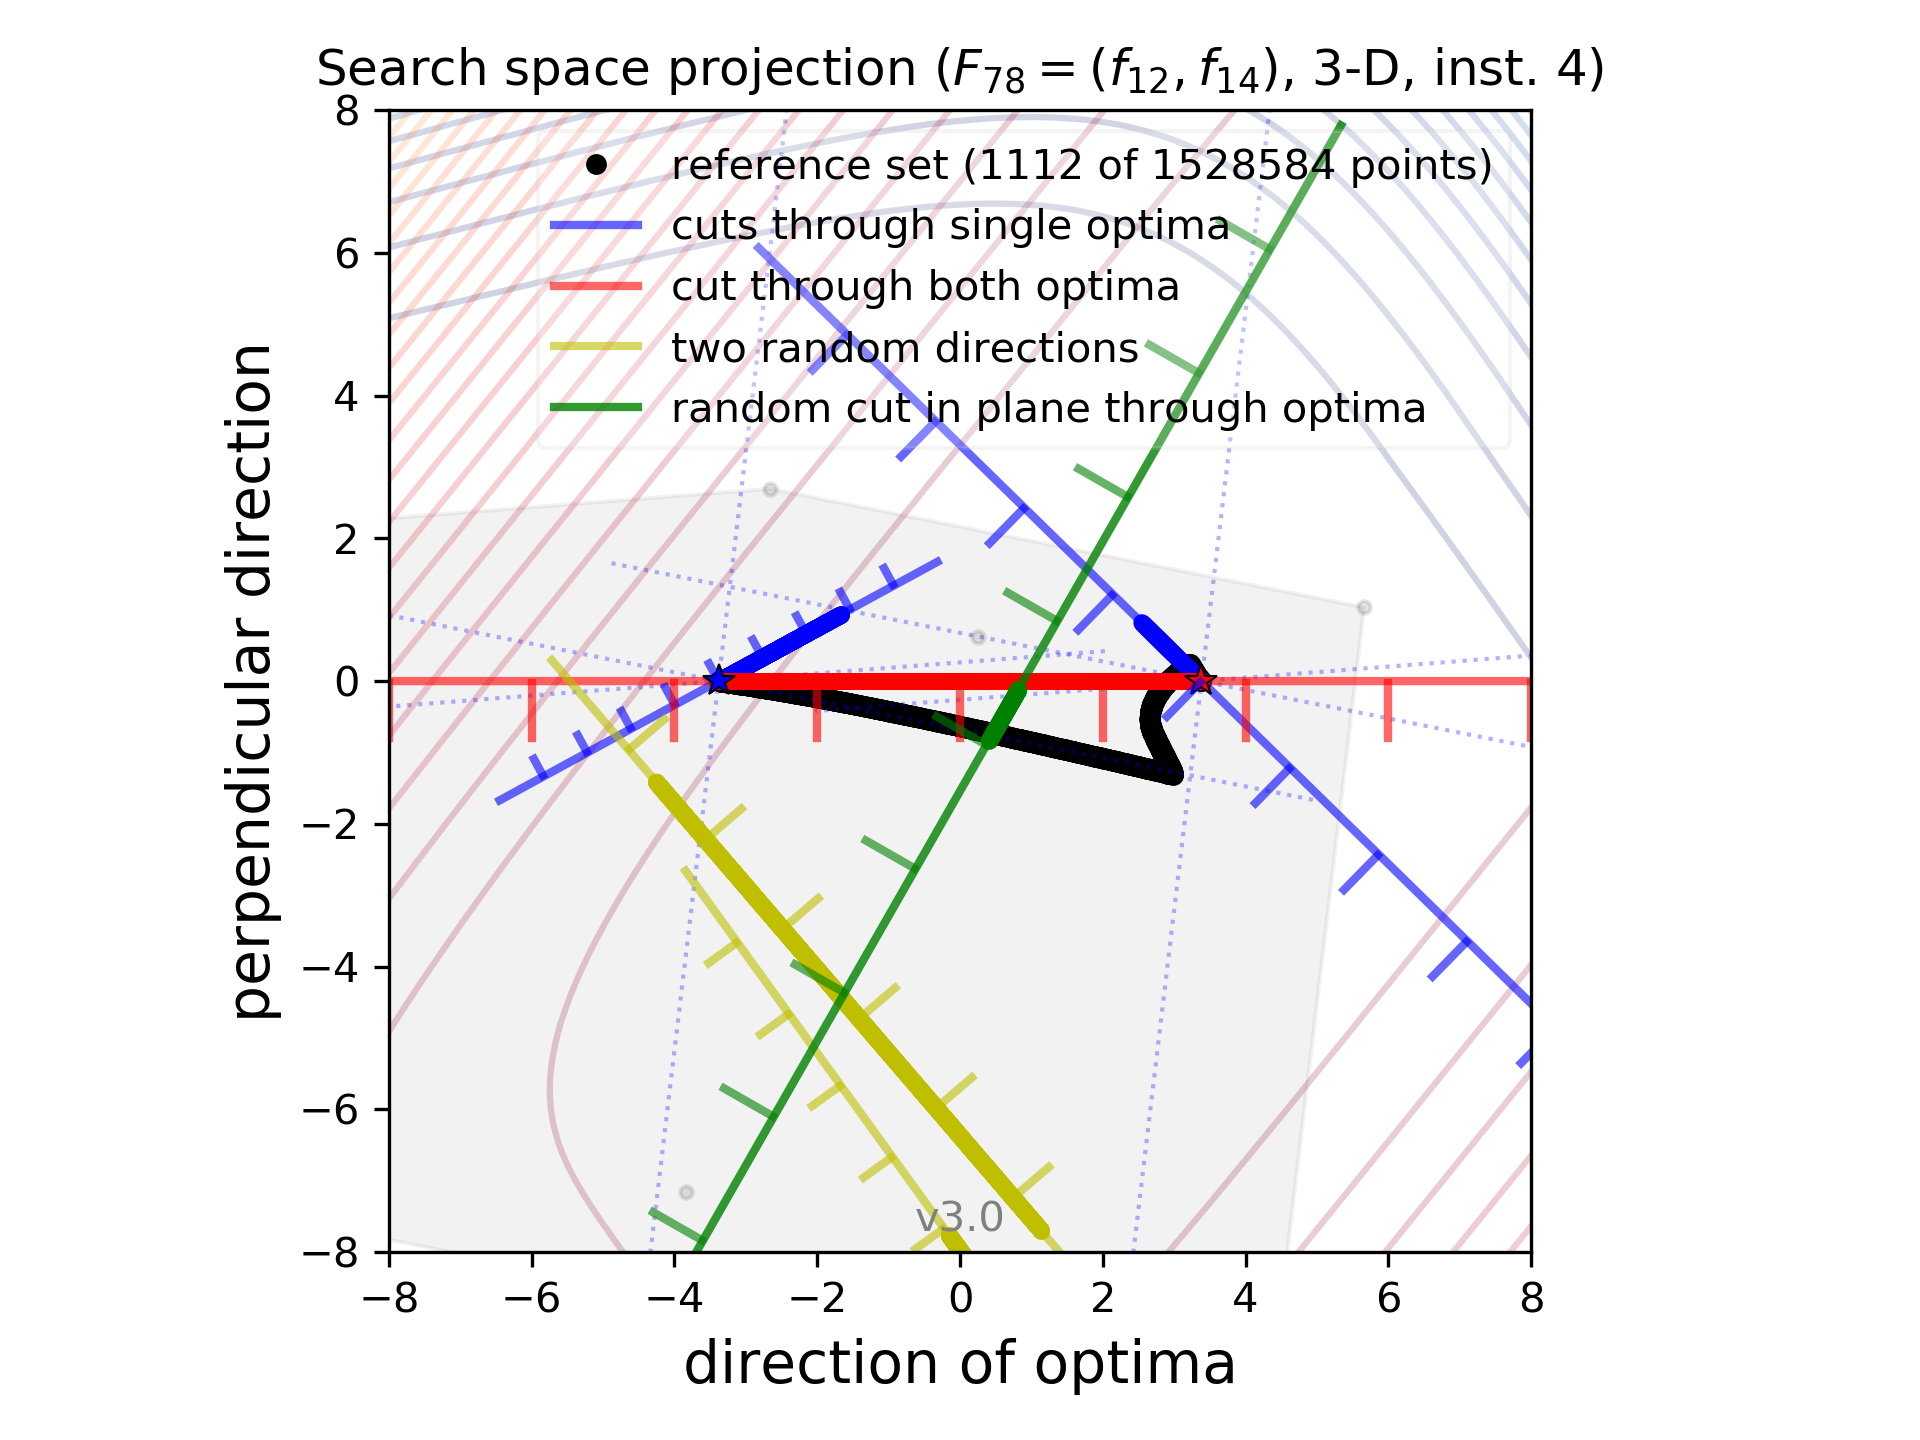 Search space projection (F78 = (f12, f14), 3-D, inst. 4)
reference set (1112 of 1528584 points)
cuts through single optima
cut through both optima
two random directions
random cut in plane through optima
perpendicular direction
8
6
4
2
0
−2
−4
−6
−8
v3.0
−8 −6 −4 −2 0 2 4 6 8
direction of optima